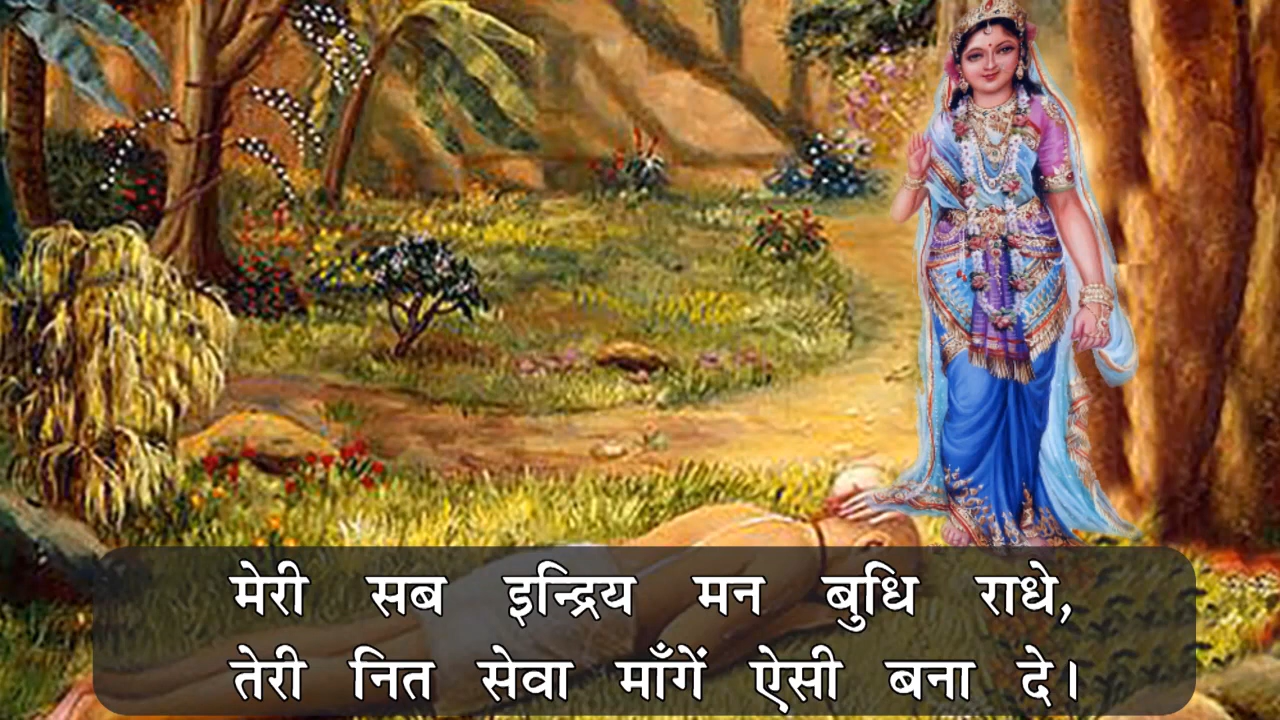 मेरी सब इन्द्रिय मन बुधि राधे,
तेरी नित सेवा माँगें ऐसी बना दे।